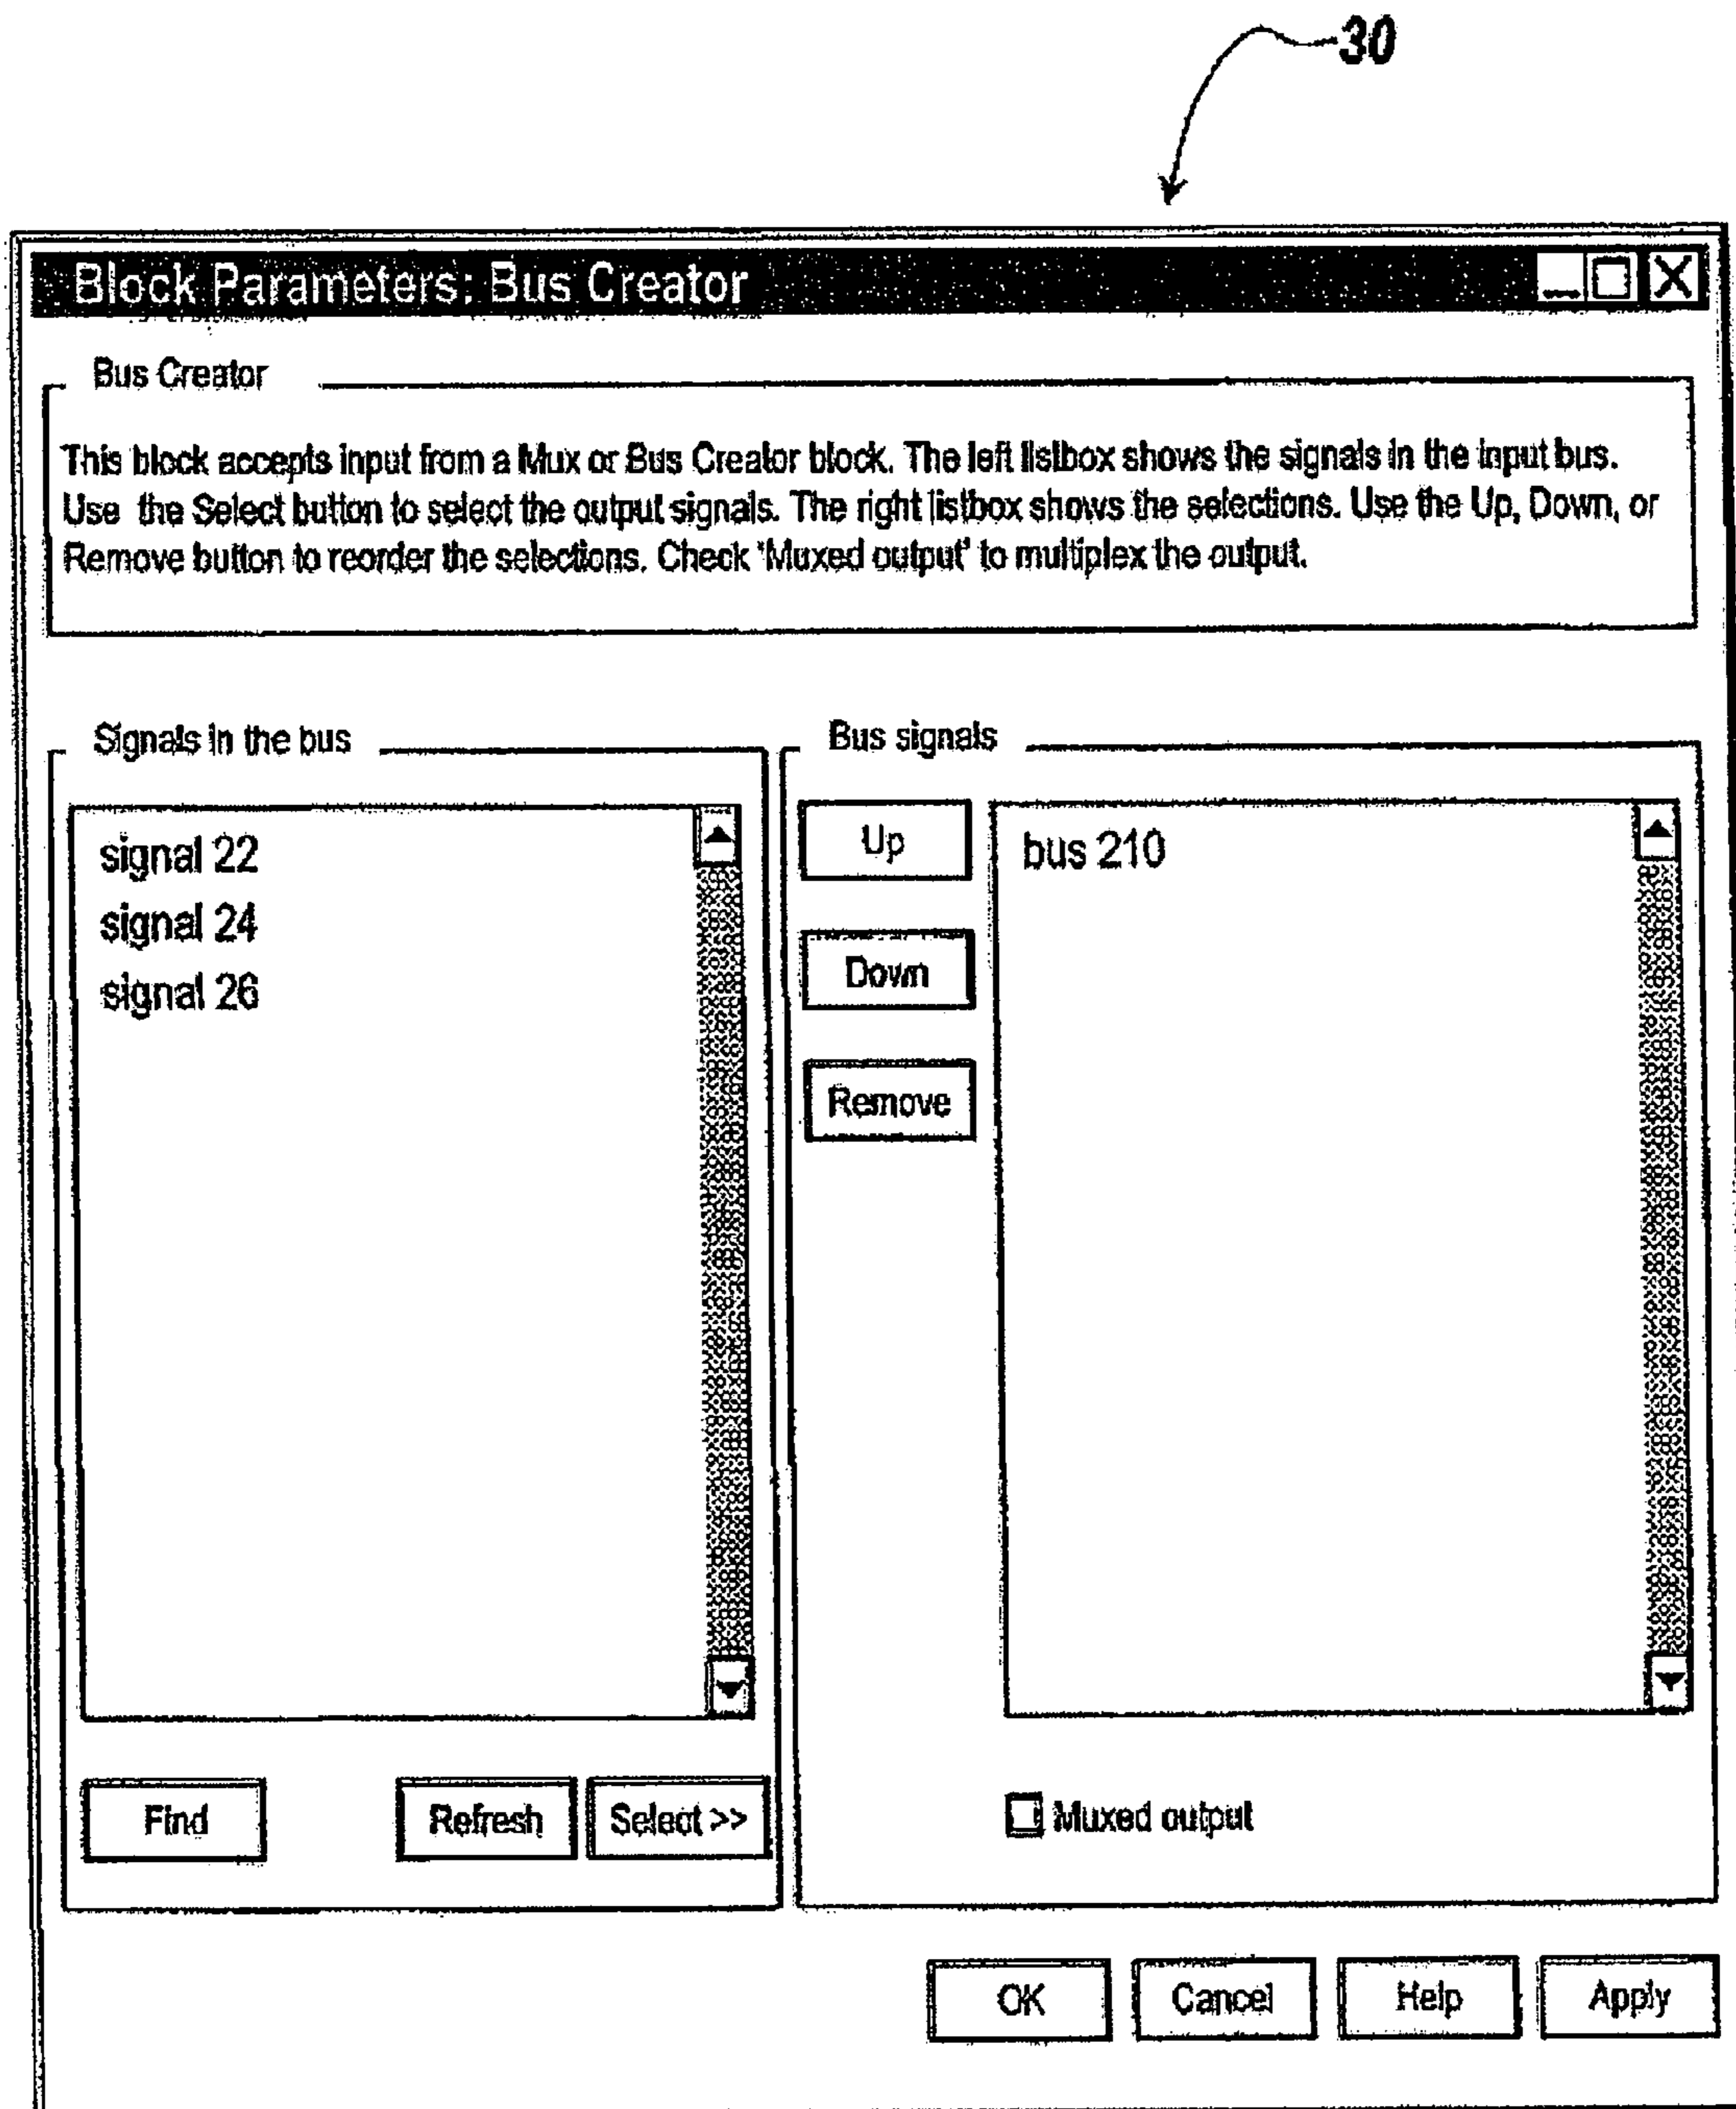 30
Block Parameters: Bus Creator
Bus Creator
This block accepts input from a Mux or Bus Creator block. The left listbox shows the signals in the input bus.
Use the Select button to select the output signals. The right listbox shows the selections. Use the Up, Down, or
Remove button to reorder the selections. Check 'Muxed output' to multiplex the output.
Signals in the bus
signal 22
signal 24
signal 26
Find
Refresh
Select >>
Bus signals
Up
Down
Remove
bus 210
Muxed output
OK
Cancel
Help
Apply